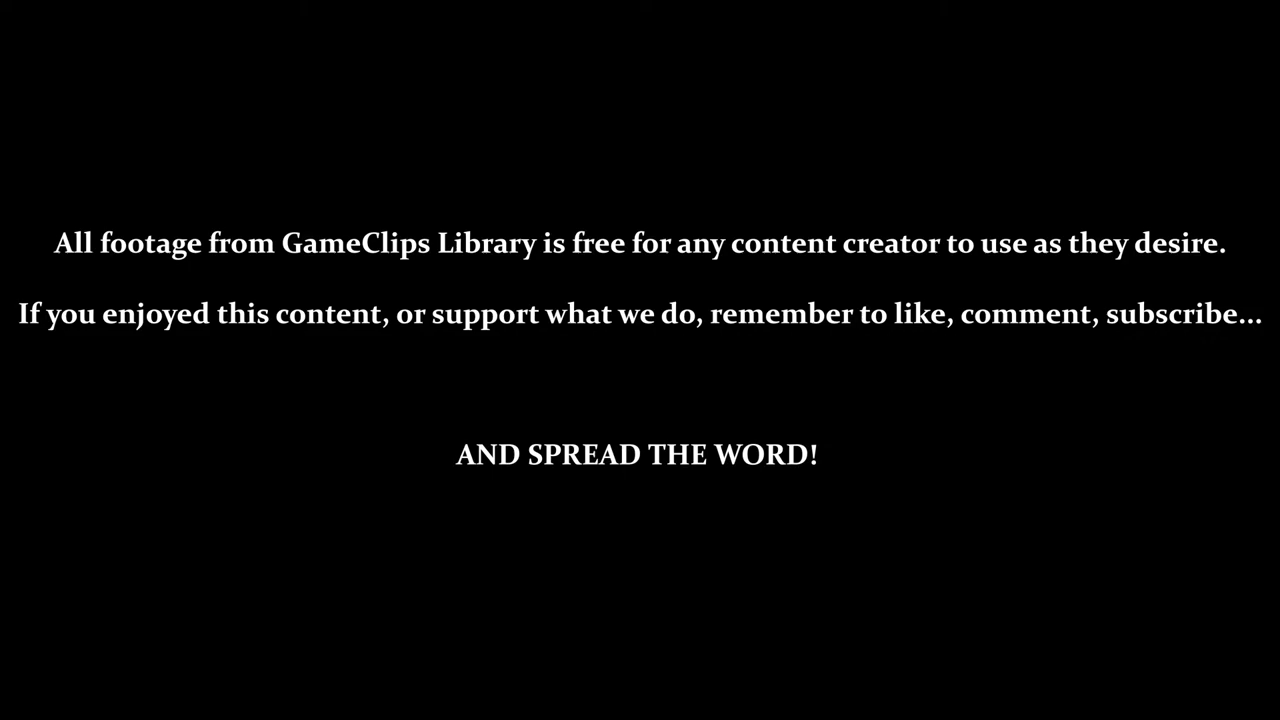 All footage from GameClips Library is free for any content creator to use as they desire.
If you enjoyed this content, or support what we do, remember to like, comment, subscribe...
AND SPREAD THE WORD!